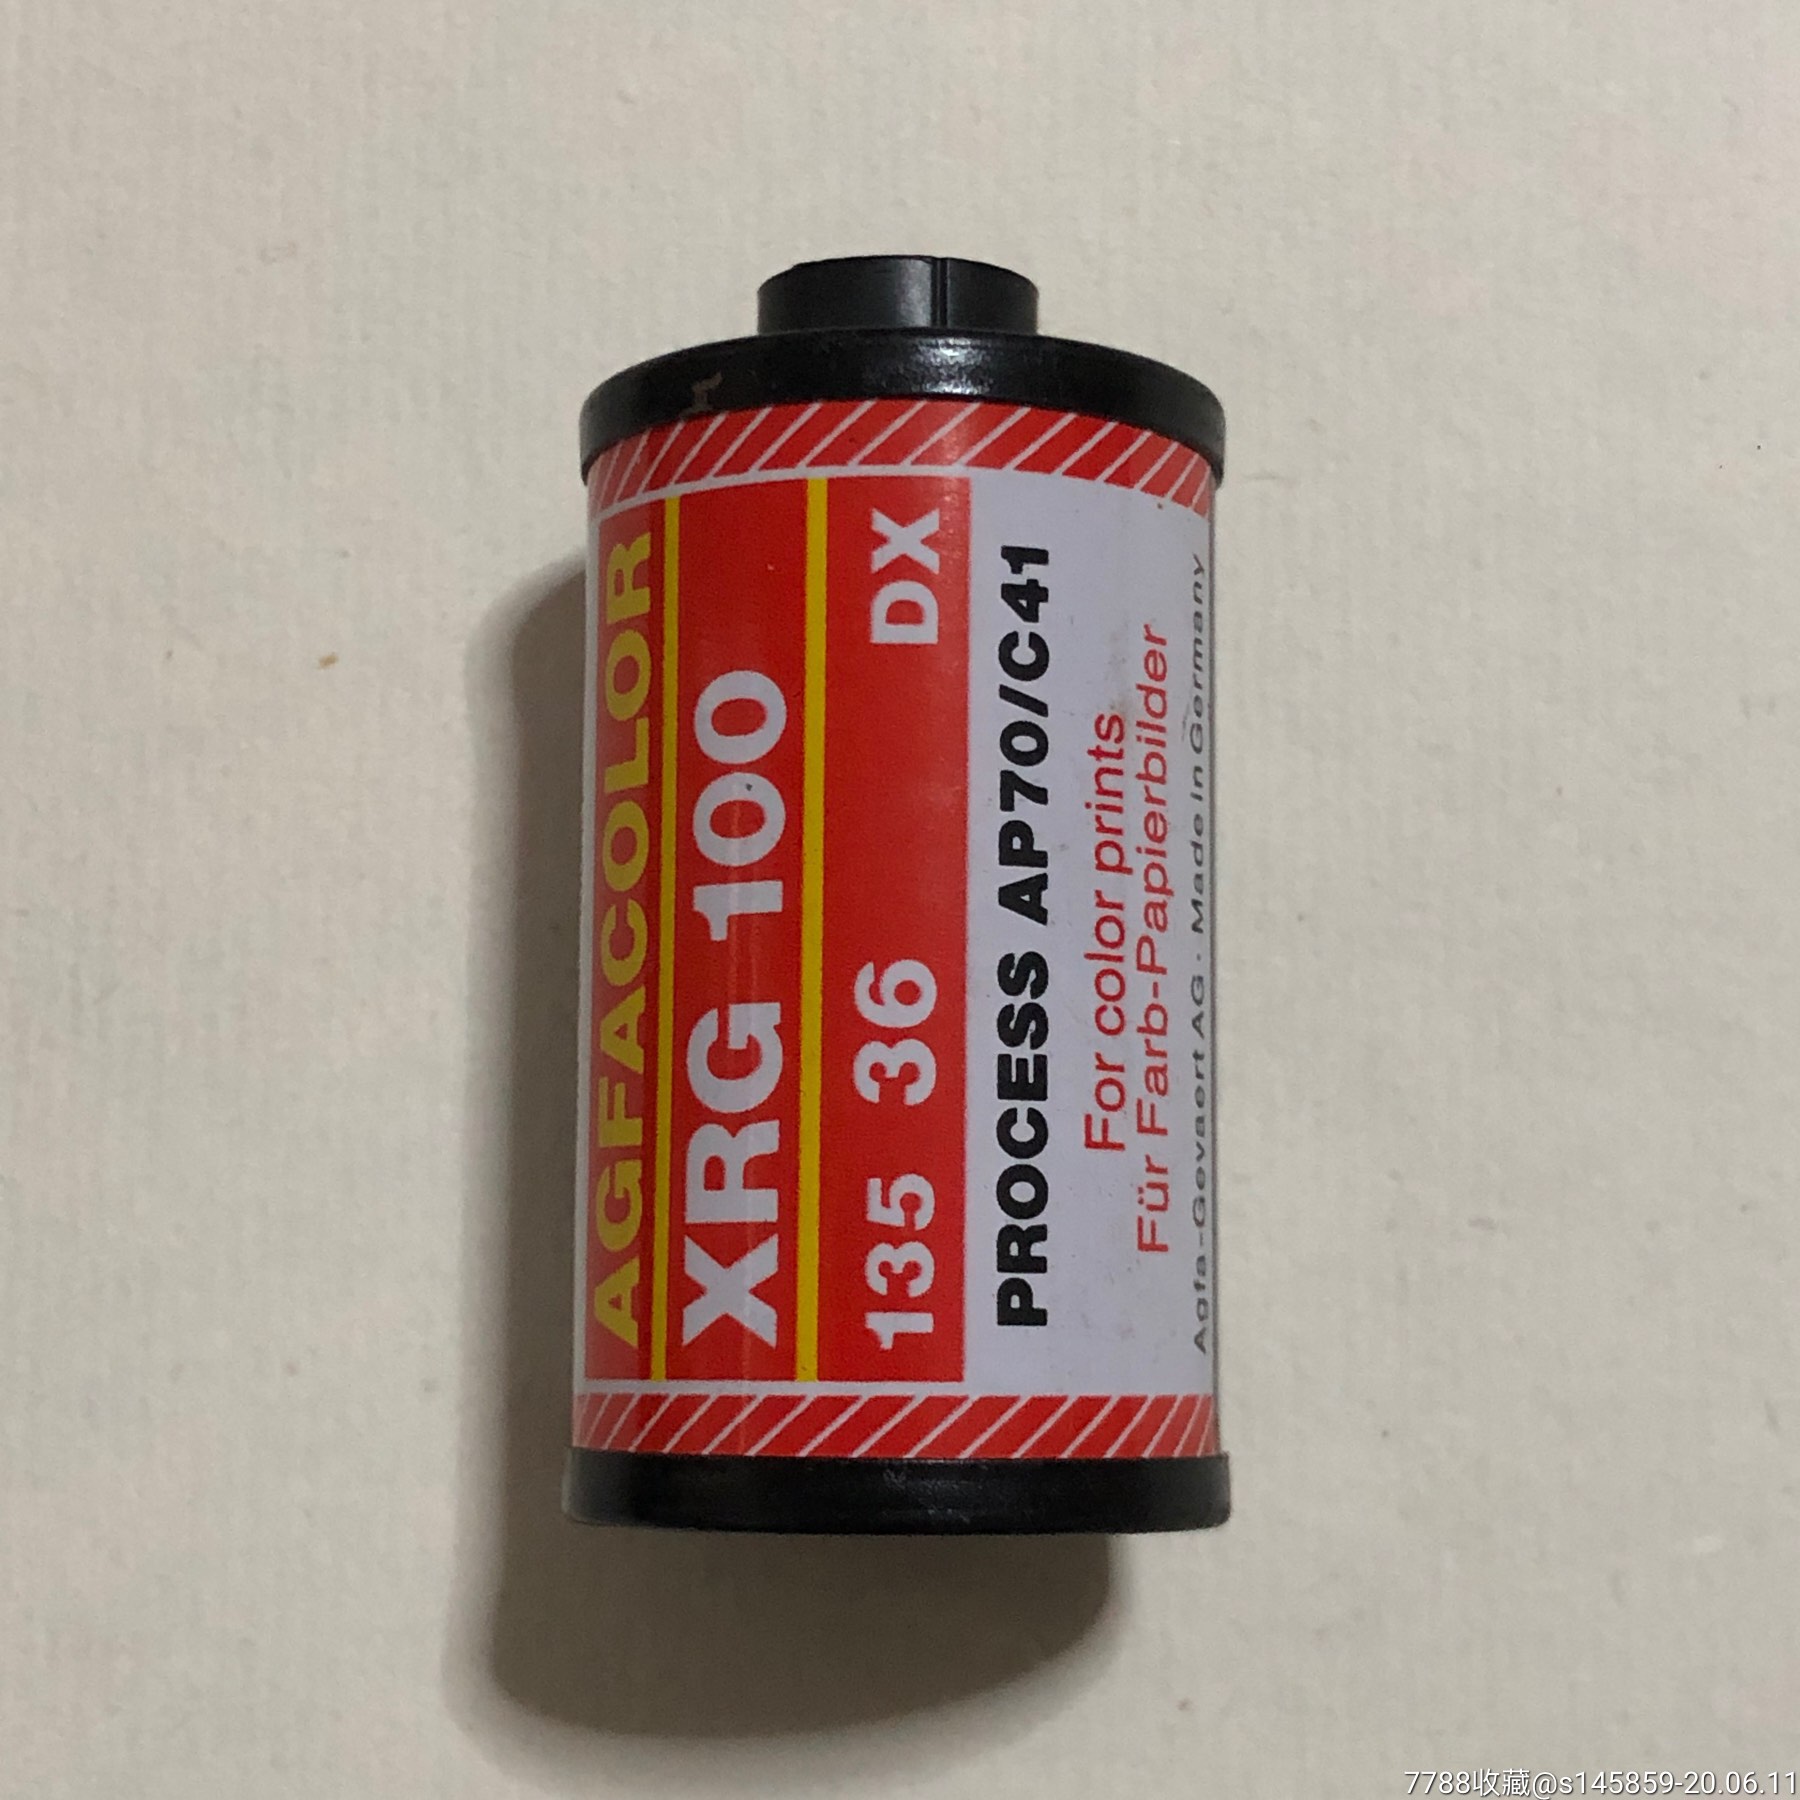 AGFACOLOR
XRG 100
135 36 DX
PROCESS AP70/C41
For color prints
Für Farb-Papierbilder
Agfa-Gevaert AG · Made in Germany
7788收藏@s145859-20.06.11